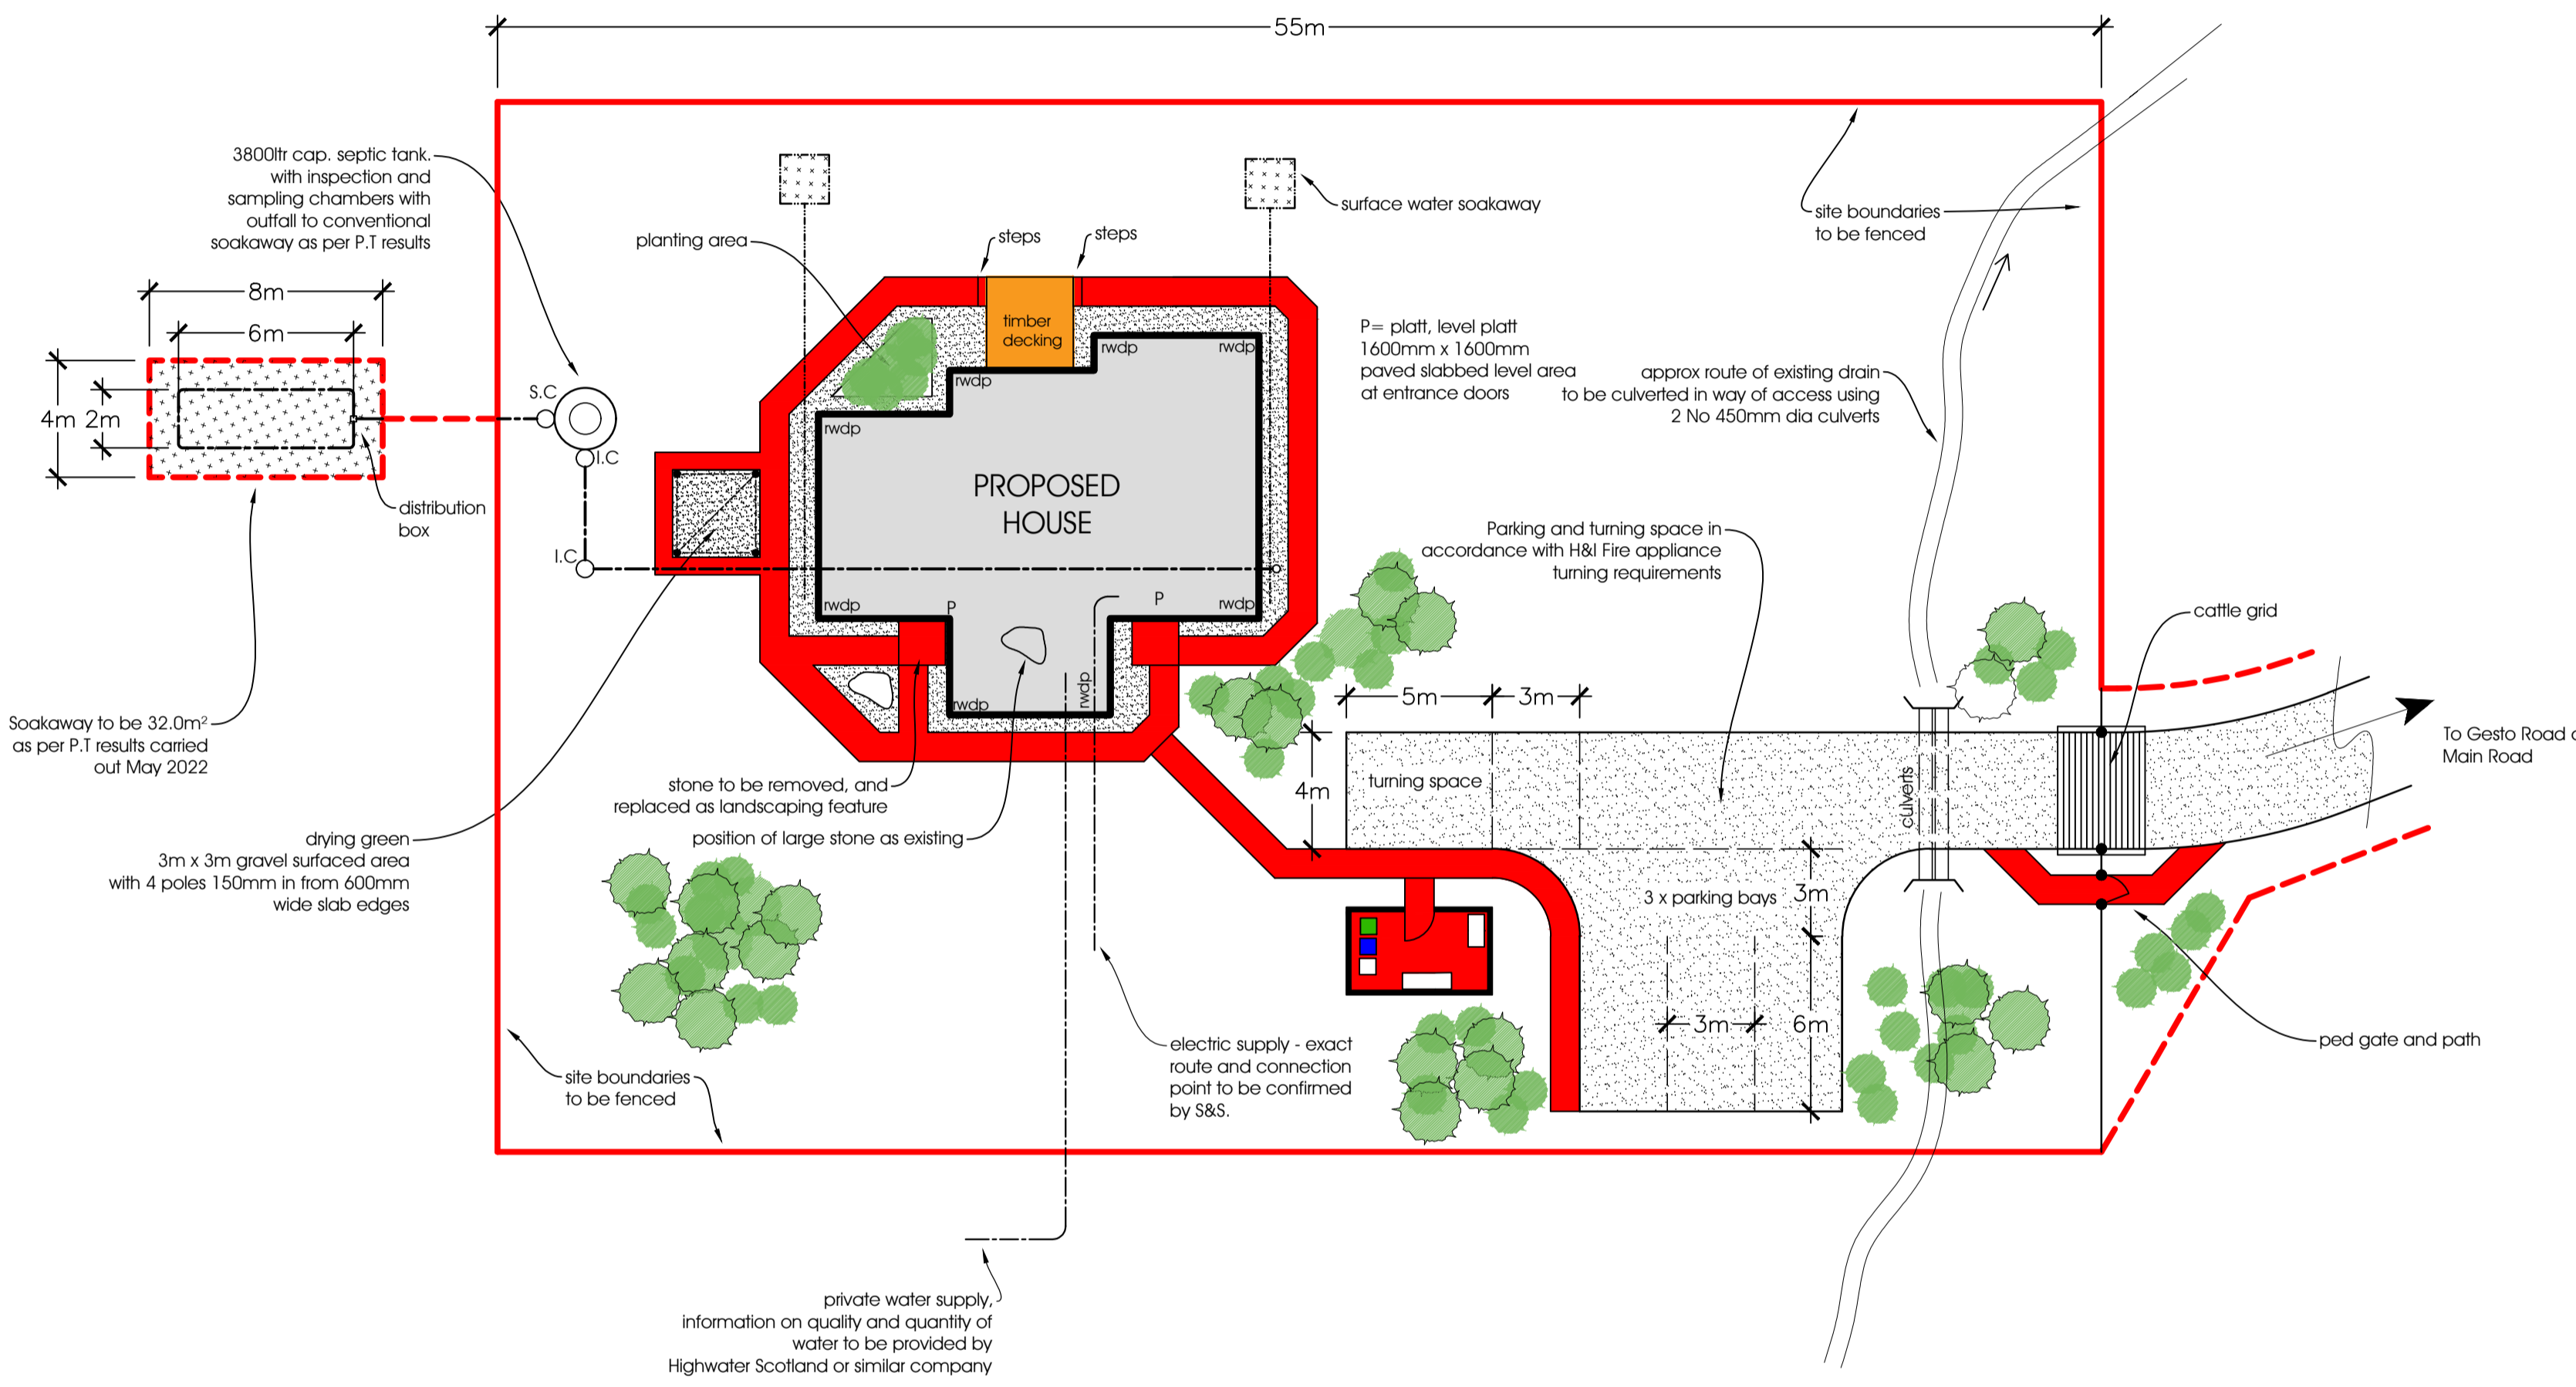 55m
3800ltr cap. septic tank.
with inspection and
sampling chambers with
outfall to conventional
soakaway as per P.T results
8m
6m
4m
2m
distribution
box
Soakaway to be 32.0m²
as per P.T results carried
out May 2022
S.C
I.C
I.C
planting area
steps
steps
surface water soakaway
timber
decking
rwdp
rwdp
rwdp
rwdp
PROPOSED
HOUSE
rwdp
P
P
rwdp
rwdp
rwdp
P= platt, level platt
1600mm x 1600mm
paved slabbed level area
at entrance doors
site boundaries
to be fenced
approx route of existing drain
to be culverted in way of access using
2 No 450mm dia culverts
Parking and turning space in
accordance with H&I Fire appliance
turning requirements
cattle grid
To Gesto Road
Main Road
5m
3m
4m
turning space
culverts
3 x parking bays
3m
3m
6m
ped gate and path
stone to be removed, and
replaced as landscaping feature
position of large stone as existing
drying green
3m x 3m gravel surfaced area
with 4 poles 150mm in from 600mm
wide slab edges
site boundaries
to be fenced
electric supply - exact
route and connection
point to be confirmed
by S&S.
private water supply,
information on quality and quantity of
water to be provided by
Highwater Scotland or similar company